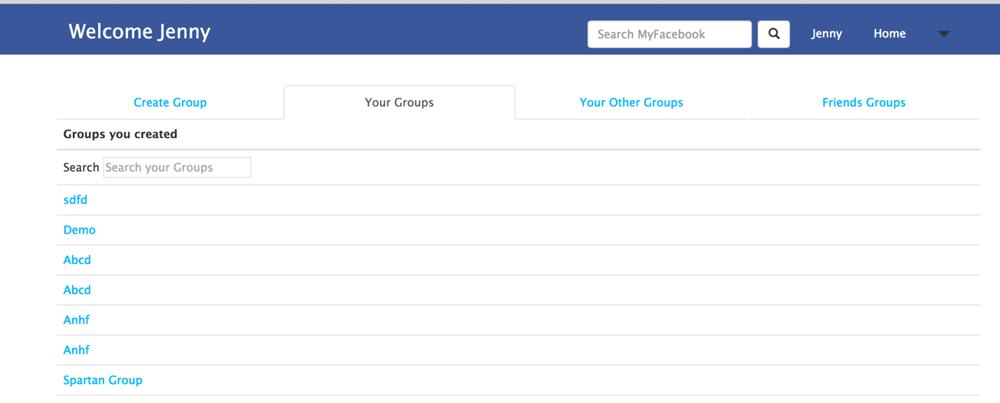 Welcome Jenny
Search MyFacebook
Jenny
Home
Create Group
Your Groups
Your Other Groups
Friends Groups
Groups you created
Search Search your Groups
sdfd
Demo
Abcd
Abcd
Anhf
Anhf
Spartan Group